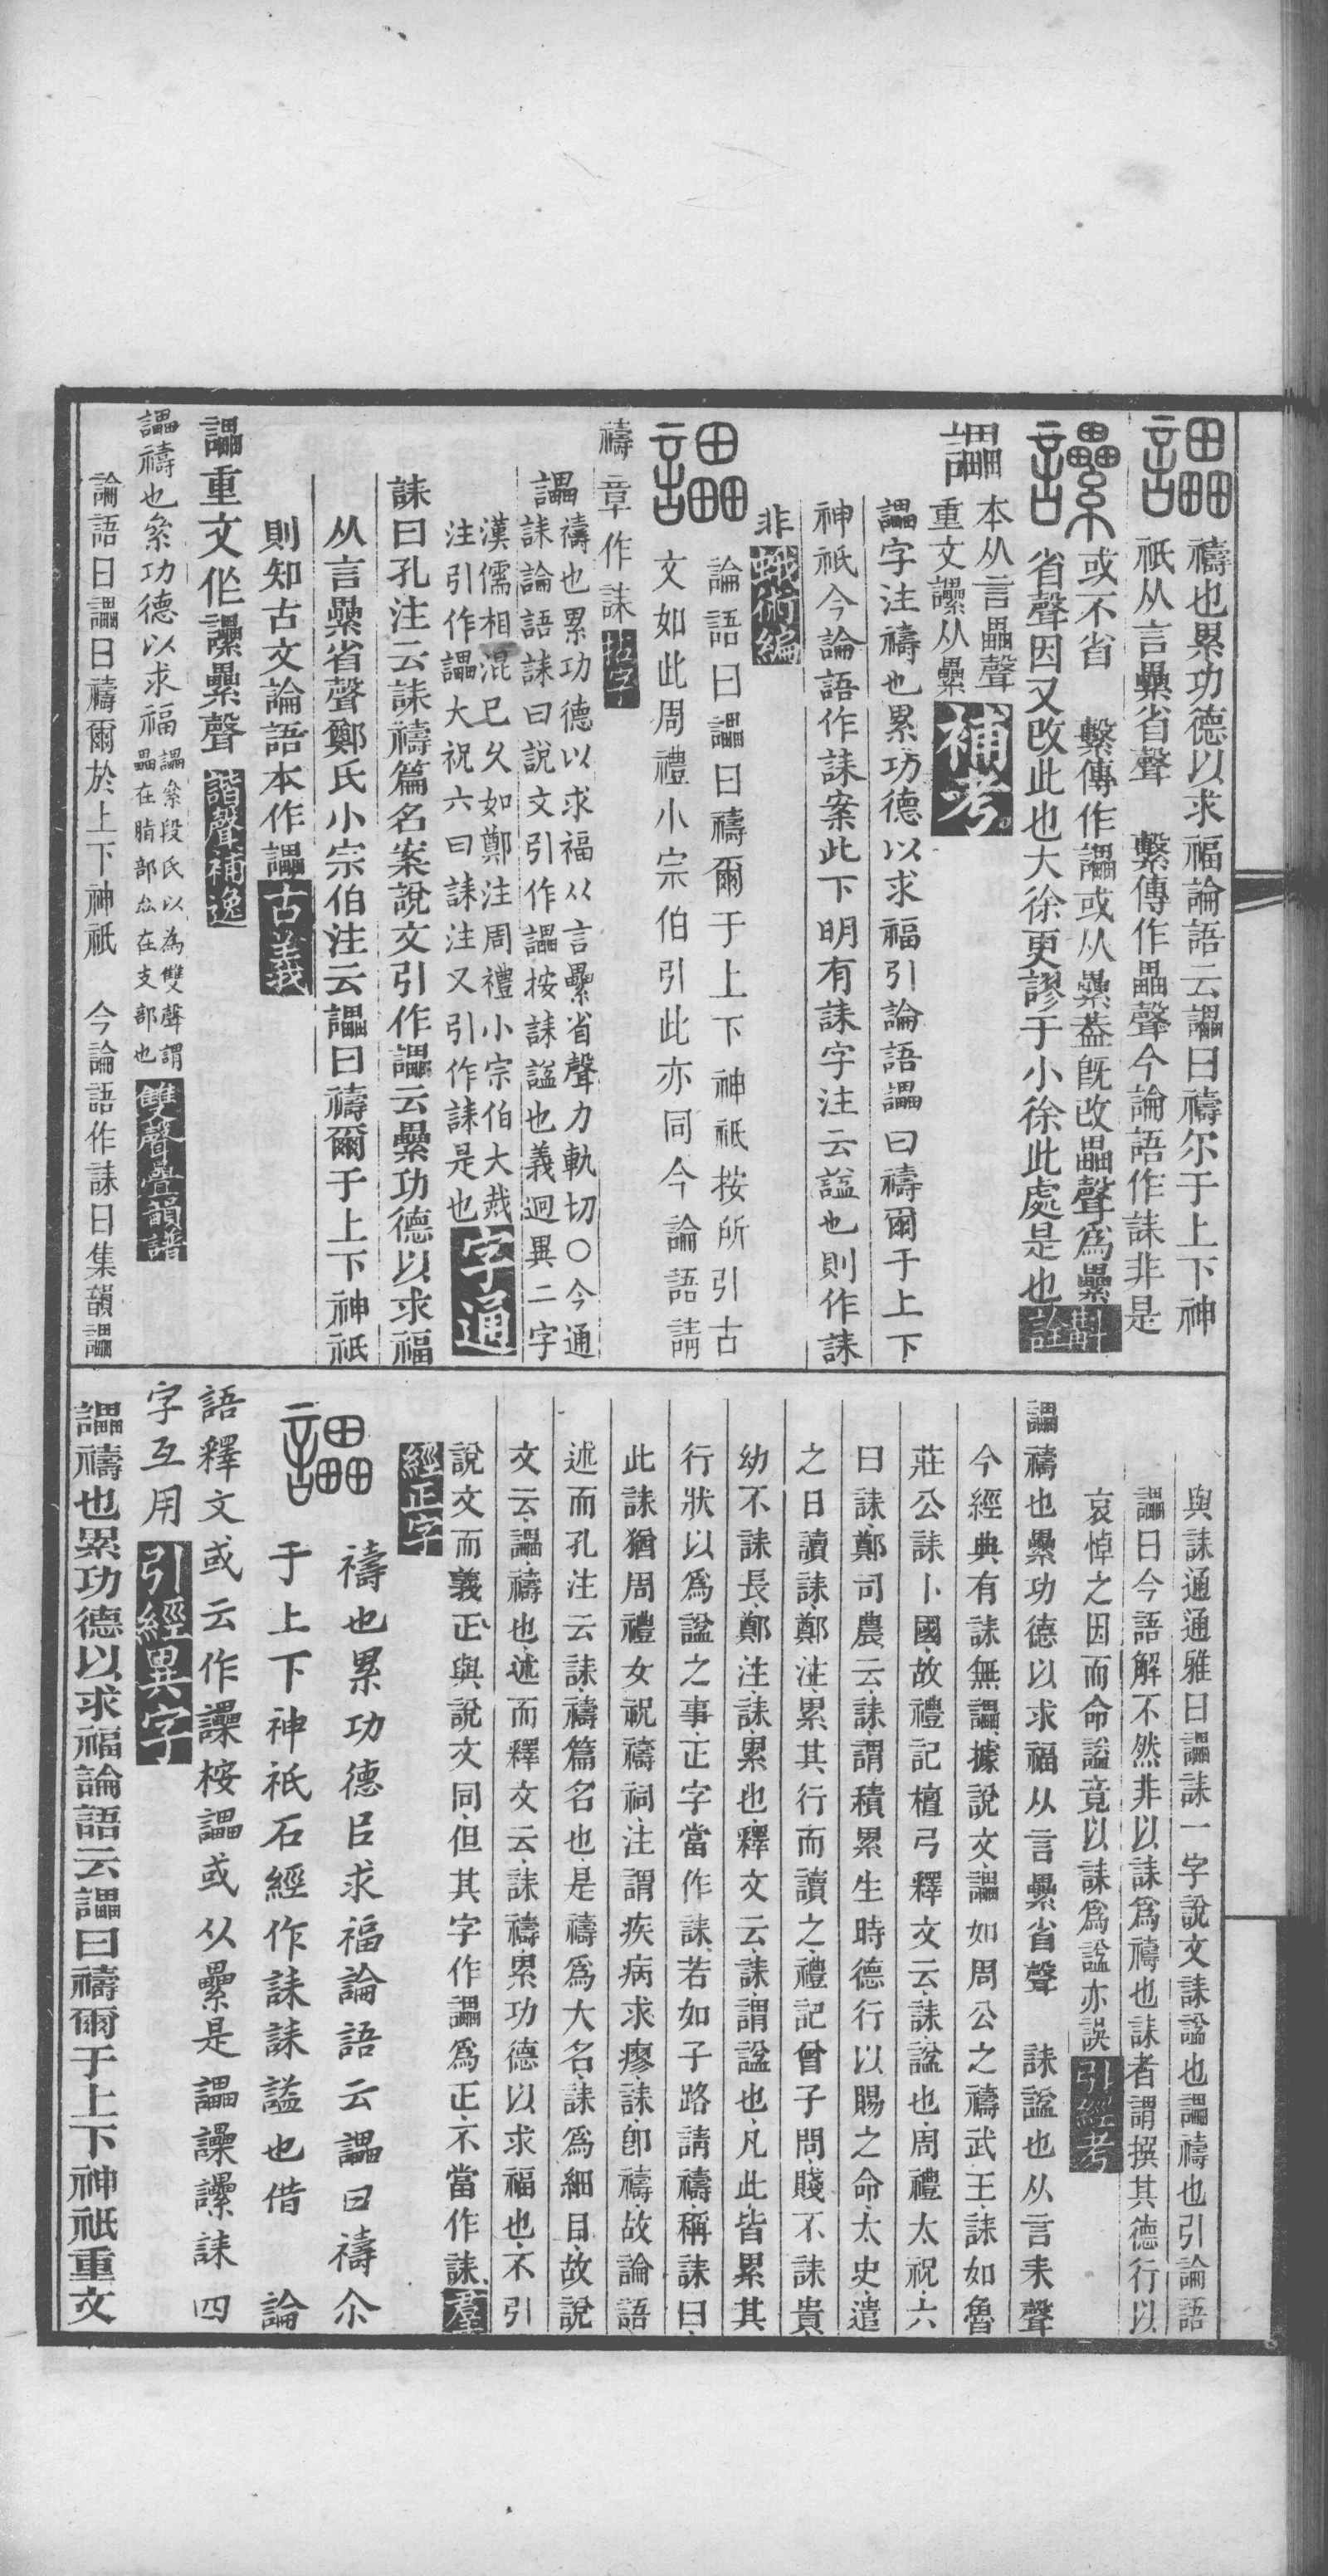 讄
禱也累功德以求福論語云讄曰禱尔于上下神
祇从言纍省聲 繫傳作畾聲今論語作誄非是
讄或不省 繫傳作讄或从纍葢既改畾聲爲纍
省聲因又改此也大徐更謬于小徐此處是也斠詮
讄本从言畾聲
重文讄从纍補考
讄字注禱也累功德以求福引論語讄曰禱爾于上下
神祇今論語作誄案此下明有誄字注云諡也則作誄
非蛾術編
讄
論語曰讄曰禱爾于上下神祇按所引古
文如此周禮小宗伯引此亦同今論語請
禱章作誄拈字
讄禱也累功德以求福从言纍省聲力軌切○今通
誄論語誄曰說文引作讄按誄諡也義迥異二字
漢儒相混已久如鄭注周禮小宗伯大烖
注引作讄大祝六曰誄注又引作誄是也字通
誄曰孔注云誄禱篇名案說文引作讄云纍功德以求福
从言纍省聲鄭氏小宗伯注云讄曰禱爾于上下神祇
則知古文論語本作讄古義
讄重文作讄纍聲諧聲補逸
讄禱也絫功德以求福讄絫段氏以為雙聲謂
畾在脂部厽在支部也雙聲疊韻譜
論語曰讄曰禱爾於上下神祇 今論語作誄曰集韻讄
與誄通通雅曰讄誄一字說文誄諡也讄禱也引論語
讄曰今語解不然非以誄爲禱也誄者謂撰其德行以
哀悼之因而命諡竟以誄爲諡亦誤引經考
讄禱也纍功德以求福从言纍省聲 誄諡也从言耒聲
今經典有誄無讄據說文讄如周公之禱武王誄如魯
莊公誄卜國故禮記檀弓釋文云誄諡也周禮太祝六
曰誄鄭司農云誄謂積累生時德行以賜之命太史遣
之日讀誄鄭注累其行而讀之禮記曾子問賤不誄貴
幼不誄長鄭注誄累也釋文云誄謂諡也凡此皆累其
行狀以爲諡之事正字當作誄若如子路請禱稱誄曰
此誄猶周禮女祝禱祠注謂疾病求瘳誄卽禱故論語
述而孔注云誄禱篇名也是禱爲大名誄爲細目故說
文云讄禱也述而釋文云誄禱累功德以求福也不引
說文而義正與說文同但其字作讄爲正不當作誄羣
經正字
讄
禱也累功德㠯求福論語云讄曰禱尒
于上下神祇石經作誄誄諡也借 論
語釋文或云作讄桉讄或从纍是讄讄讄誄四
字互用引經異字
讄禱也累功德以求福論語云讄曰禱爾于上下神祇重文